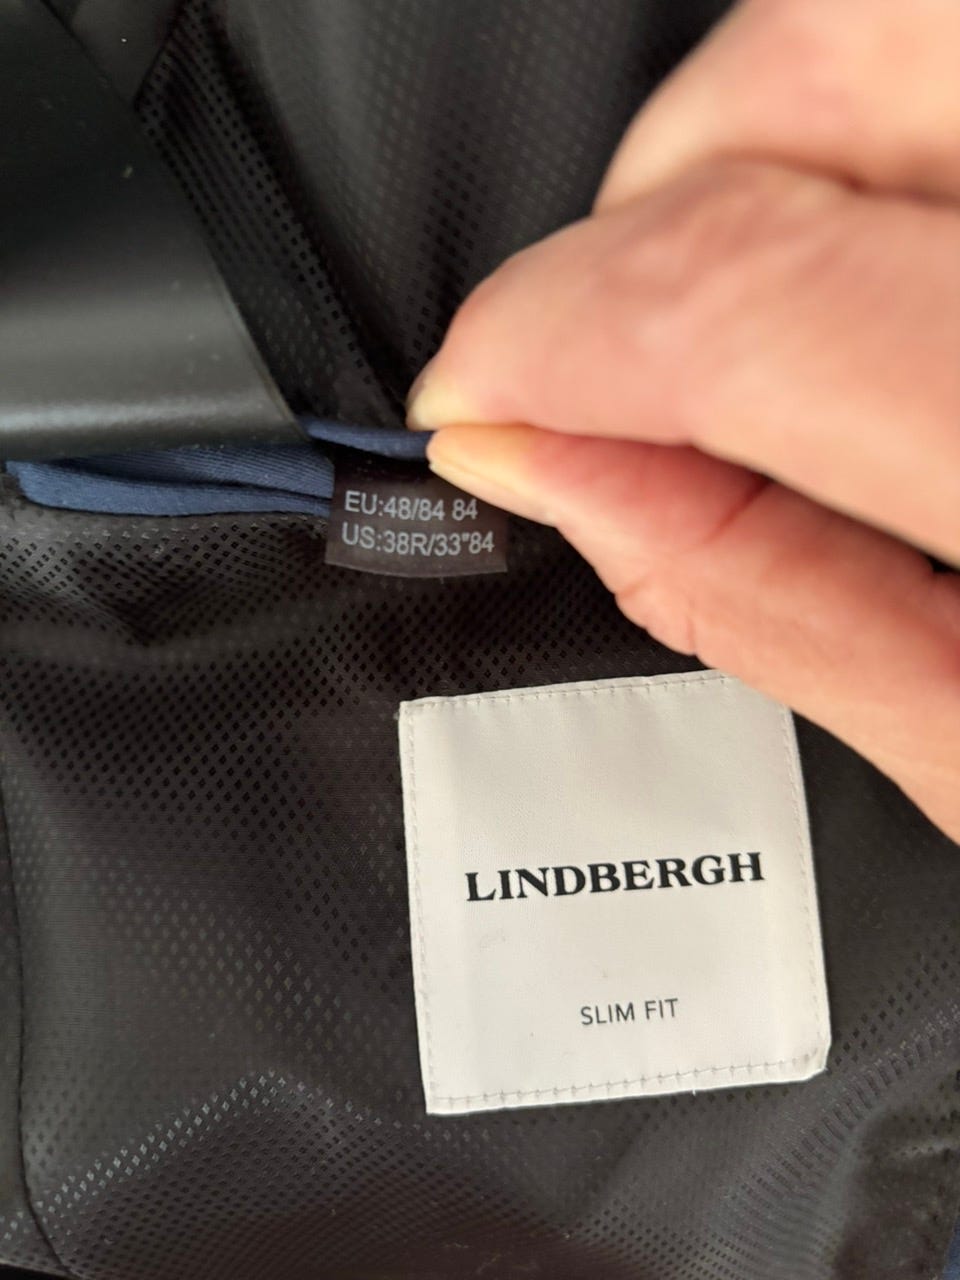 EU:48/84 84
US:38R/33"84
LINDBERGH
SLIM FIT